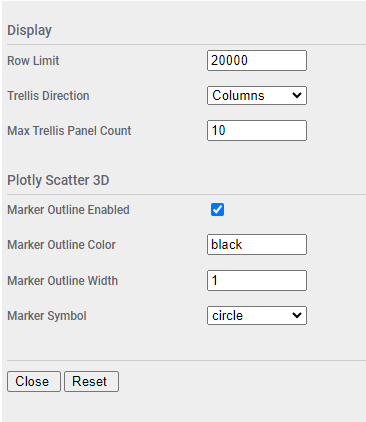 Display
Row Limit 20000
Trellis Direction Columns
Max Trellis Panel Count 10
Plotly Scatter 3D
Marker Outline Enabled
Marker Outline Color black
Marker Outline Width 1
Marker Symbol circle
Close Reset